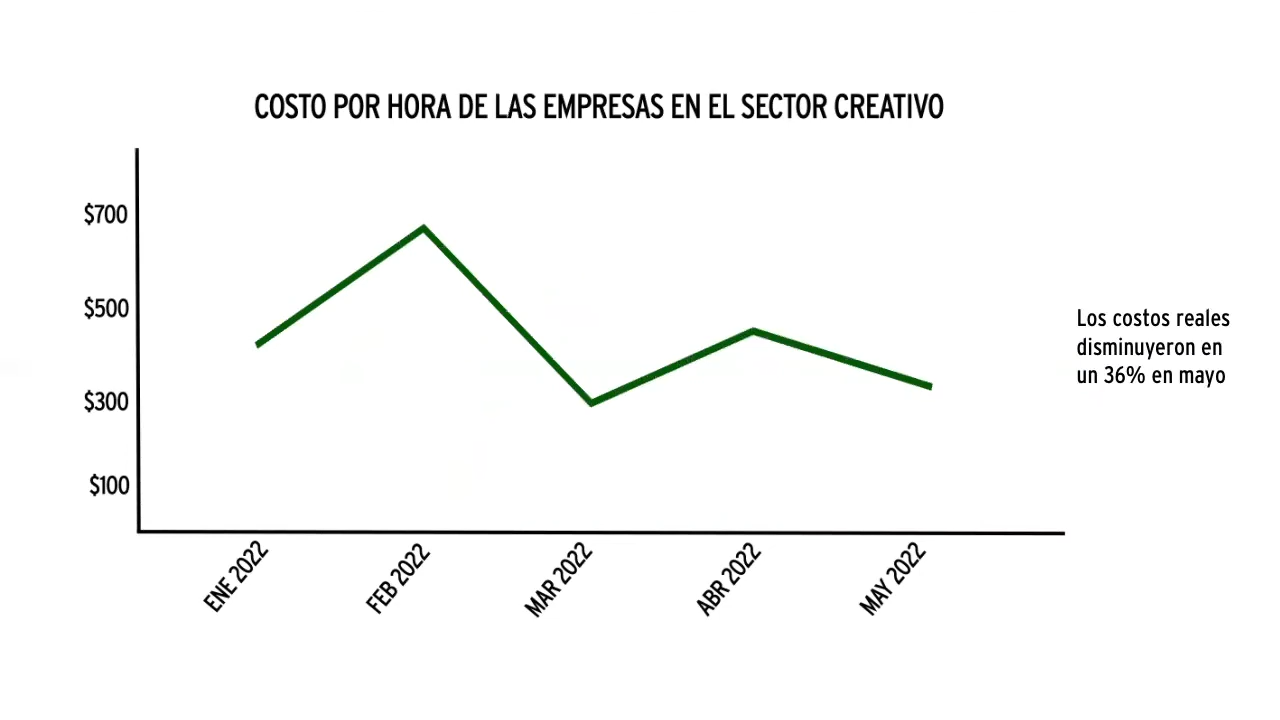 COSTO POR HORA DE LAS EMPRESAS EN EL SECTOR CREATIVO
$700
$500
$300
$100
ENE 2022
FEB 2022
MAR 2022
ABR 2022
MAY 2022
Los costos reales
disminuyeron en
un 36% en mayo